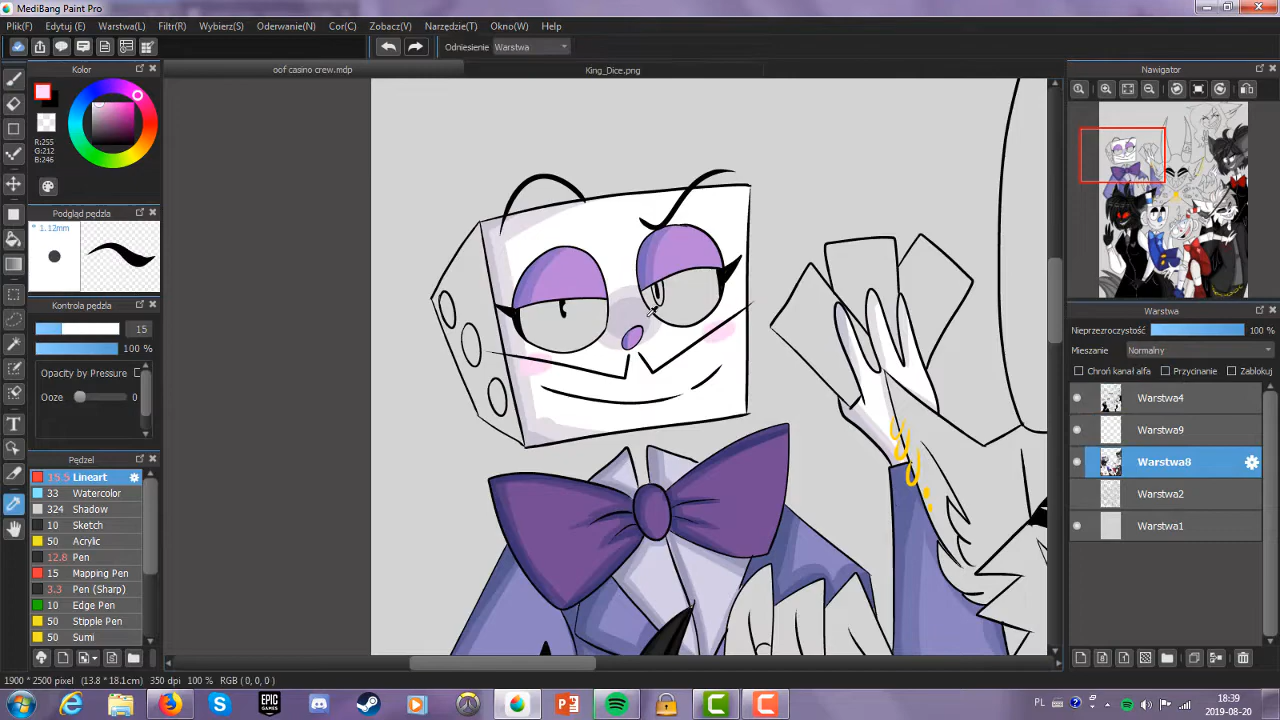 MediBang Paint Pro
Plik(F) Edytuj (E) Warstwa(L) Filtr(R) Wybierz(S) Oderwanie(N) Cor(C) Zobacz(V) Narzędzie(T) Okno(W) Help
Odniesienie Warstwa
Kolor
oof casino crew.mdp
King_Dice.png
Nawigator
R:255
G:212
B:246
Podgląd pędzla
* 1.12mm
Kontrola pędzla
15
100 %
Opacity by Pressure
Ooze 0
Pędzel
15.5 Lineart
33 Watercolor
324 Shadow
10 Sketch
50 Acrylic
12.8 Pen
15 Mapping Pen
3.3 Pen (Sharp)
10 Edge Pen
50 Stipple Pen
50 Sumi
Warstwa
Nieprzezroczystość 100 %
Mieszanie Normalny
Chroń kanał alfa Przycinanie Zablokuj
Warstwa4
Warstwa9
Warstwa8
Warstwa2
Warstwa1
1900 * 2500 pixel (13.8 * 18.1cm) 350 dpi 100 % RGB ( 0, 0, 0 )
EPIC GAMES
PL
18:39
2019-08-20